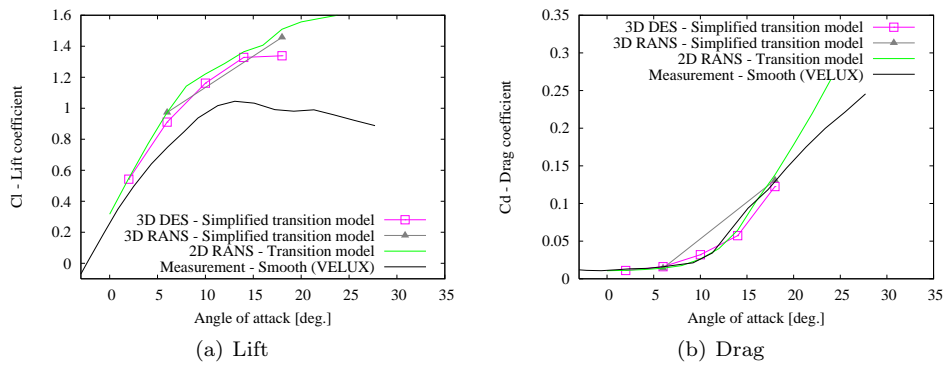 1.6
1.4
1.2
1
0.8
0.6
0.4
0.2
0
Cl - Lift coefficient
3D DES - Simplified transition model
3D RANS - Simplified transition model
2D RANS - Transition model
Measurement - Smooth (VELUX)
0 5 10 15 20 25 30 35
Angle of attack [deg.]
(a) Lift
0.35
0.3
0.25
0.2
0.15
0.1
0.05
0
Cd - Drag coefficient
3D DES - Simplified transition model
3D RANS - Simplified transition model
2D RANS - Transition model
Measurement - Smooth (VELUX)
0 5 10 15 20 25 30 35
Angle of attack [deg.]
(b) Drag